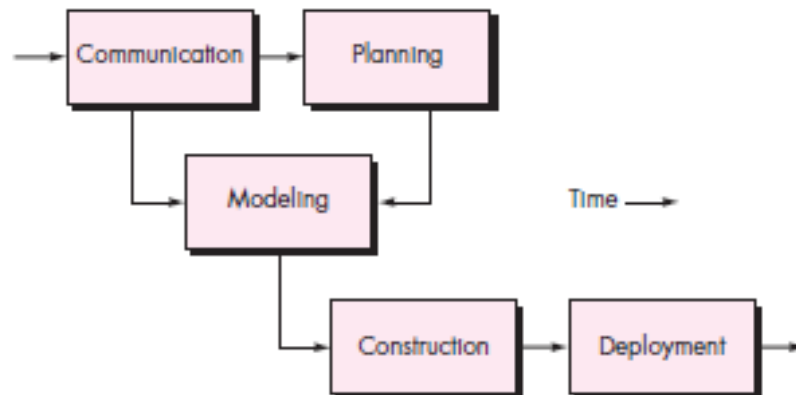 Communication
Planning
Modeling
Time
Construction
Deployment